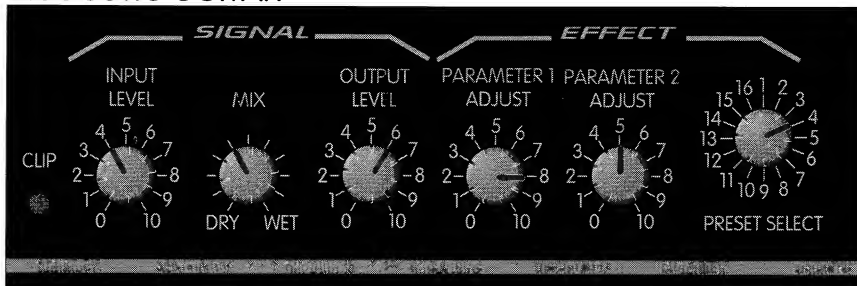 SIGNAL
EFFECT
INPUT LEVEL
MIX
OUTPUT LEVEL
PARAMETER 1 ADJUST
PARAMETER 2 ADJUST
CLIP
0 1 2 3 4 5 6 7 8 9 10
DRY WET
0 1 2 3 4 5 6 7 8 9 10
0 1 2 3 4 5 6 7 8 9 10
0 1 2 3 4 5 6 7 8 9 10
1 2 3 4 5 6 7 8 9 10 11 12 13 14 15 16
PRESET SELECT